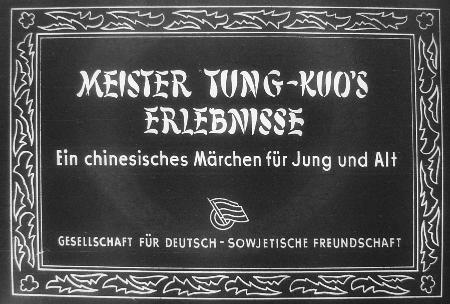 MEISTER TUNG-KUO'S
ERLEBNISSE
Ein chinesisches Märchen für Jung und Alt
GESELLSCHAFT FÜR DEUTSCH-SOWJETISCHE FREUNDSCHAFT